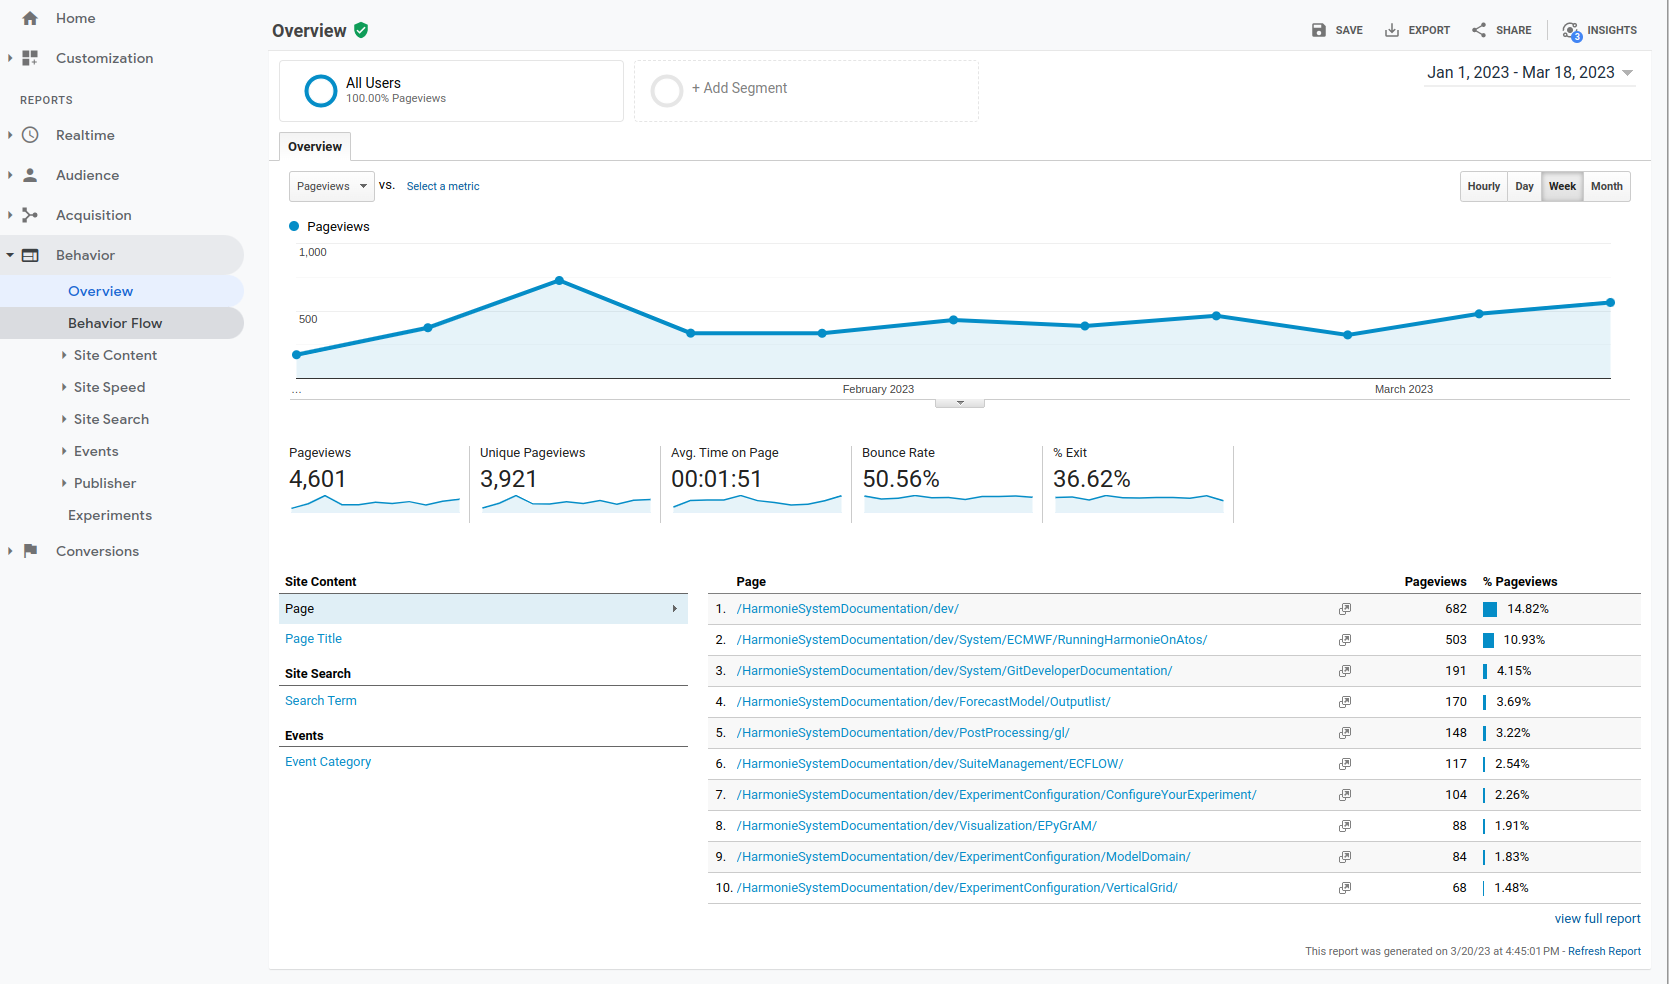 Home
Customization
REPORTS
Realtime
Audience
Acquisition
Behavior
Overview
Behavior Flow
Site Content
Site Speed
Site Search
Events
Publisher
Experiments
Conversions
Overview
SAVE
EXPORT
SHARE
3
INSIGHTS
All Users
100.00% Pageviews
+ Add Segment
Jan 1, 2023 - Mar 18, 2023
Overview
Pageviews
VS.
Select a metric
Hourly
Day
Week
Month
Pageviews
1,000
500
...
February 2023
March 2023
Pageviews
4,601
Unique Pageviews
3,921
Avg. Time on Page
00:01:51
Bounce Rate
50.56%
% Exit
36.62%
Site Content
Page
Page Title
Site Search
Search Term
Events
Event Category
Page Pageviews % Pageviews
1. /HarmonieSystemDocumentation/dev/ 682 14.82%
2. /HarmonieSystemDocumentation/dev/System/ECMWF/RunningHarmonieOnAtos/ 503 10.93%
3. /HarmonieSystemDocumentation/dev/System/GitDeveloperDocumentation/ 191 4.15%
4. /HarmonieSystemDocumentation/dev/ForecastModel/Outputlist/ 170 3.69%
5. /HarmonieSystemDocumentation/dev/PostProcessing/gl/ 148 3.22%
6. /HarmonieSystemDocumentation/dev/SuiteManagement/ECFLOW/ 117 2.54%
7. /HarmonieSystemDocumentation/dev/ExperimentConfiguration/ConfigureYourExperiment/ 104 2.26%
8. /HarmonieSystemDocumentation/dev/Visualization/EPyGrAM/ 88 1.91%
9. /HarmonieSystemDocumentation/dev/ExperimentConfiguration/ModelDomain/ 84 1.83%
10. /HarmonieSystemDocumentation/dev/ExperimentConfiguration/VerticalGrid/ 68 1.48%
view full report
This report was generated on 3/20/23 at 4:45:01 PM - Refresh Report